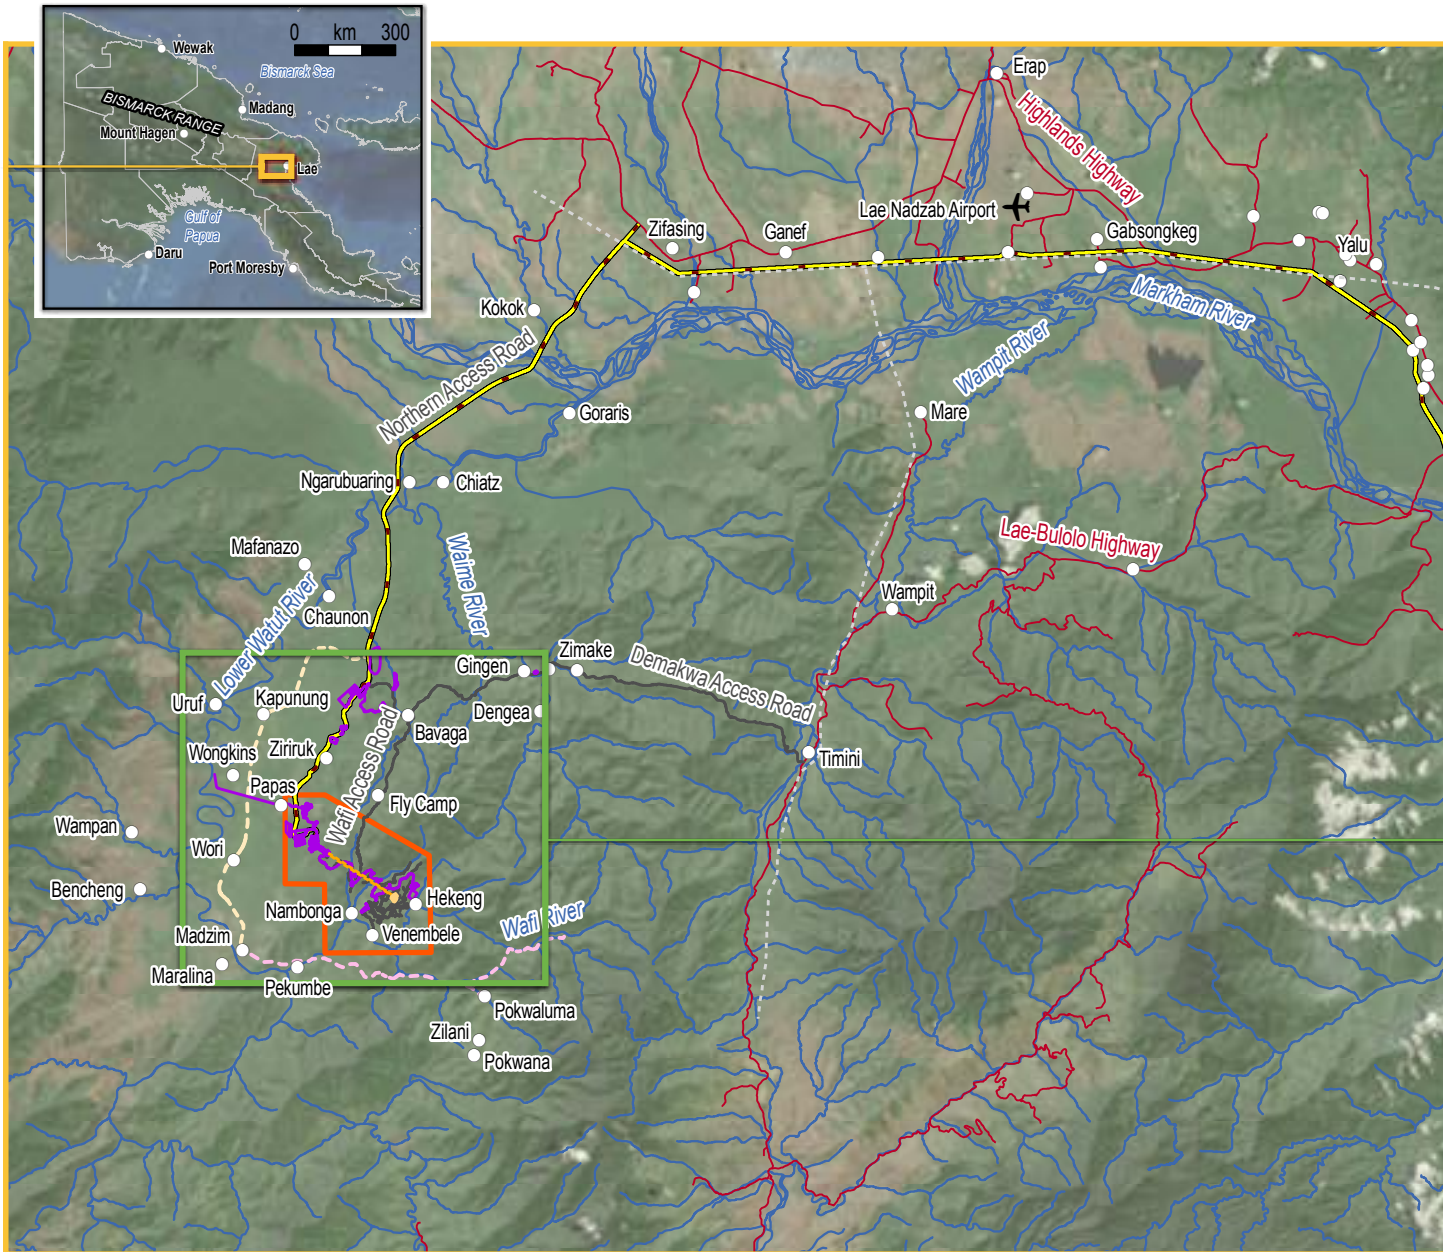 0 km 300
Wewak
Bismarck Sea
BISMARCK RANGE
Madang
Mount Hagen
Lae
Gulf of
Papua
Daru
Port Moresby
Erap
Highlands Highway
Lae Nadzab Airport
Zifasing
Ganef
Gabsongkeg
Yalu
Markham River
Kokok
Northern Access Road
Wampit River
Goraris
Mare
Ngarubuaring
Chiatz
Lae-Bulolo Highway
Mafanazo
Waime River
Chaunon
Lower Watut River
Wampit
Gingen
Zimake
Demakwa Access Road
Uruf
Kapunung
Bavaga
Dengea
Wongkins
Ziriruk
Wafi Access Road
Timini
Papas
Fly Camp
Wampan
Wori
Bencheng
Hekeng
Nambonga
Wafi River
Madzim
Venembele
Maralina
Pekumbe
Pokwaluma
Zilani
Pokwana